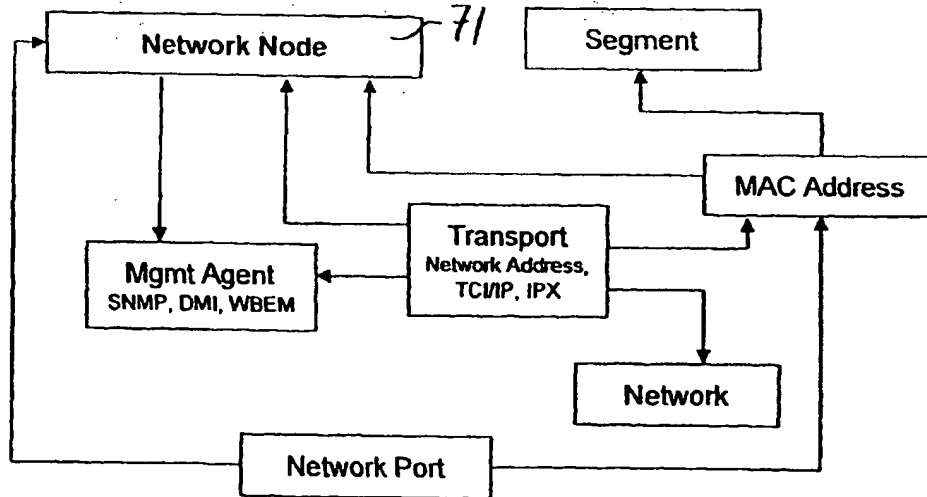 Network Node
71
Segment
MAC Address
Transport
Network Address,
TCI/IP, IPX
Mgmt Agent
SNMP, DMI, WBEM
Network
Network Port